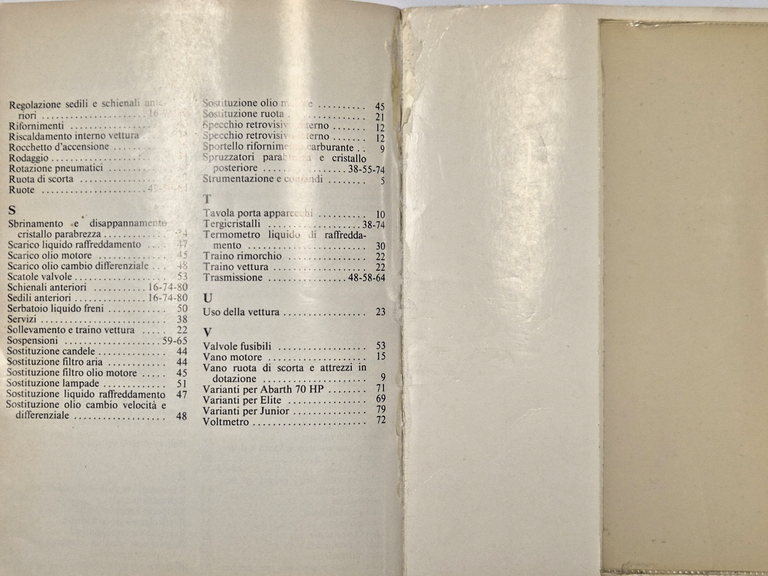 Regolazione sedili e schienali
riori .................. 16
Rifornimenti ..................
Riscaldamento interno vettura
Rocchetto d'accensione ..........
Rodaggio ..................
Rotazione pneumatici ..........
Ruota di scorta ..............
Ruote ..................
S
Sbrinamento e disappannamento
cristallo parabrezza ..........
Scarico liquido raffreddamento .... 47
Scarico olio motore ............ 45
Scarico olio cambio differenziale .. 48
Scatole valvole ................ 53
Schienali anteriori ........ 16-74-80
Sedili anteriori ............ 16-74-80
Serbatoio liquido freni .......... 50
Servizi ...................... 38
Sollevamento e traino vettura ..... 22
Sospensioni .................. 59-65
Sostituzione candele ............ 44
Sostituzione filtro aria .......... 44
Sostituzione filtro olio motore .... 45
Sostituzione lampade ............ 51
Sostituzione liquido raffreddamento 47
Sostituzione olio cambio velocità e
differenziale .................. 48
Sostituzione olio .......... 45
Sostituzione ruota .............. 21
Specchio retrovisivo .......... 12
Specchio retrovisivo .......... 12
Sportello rifornimento carburante .. 9
Spruzzatori parabrezza e cristallo
posteriore .............. 38-55-74
Strumentazione e comandi ........ 5
T
Tavola porta apparecchi .......... 10
Tergicristalli .................. 38-74
Termometro liquido di raffredda-
mento ...................... 30
Traino rimorchio .............. 22
Traino vettura .................. 22
Trasmissione .............. 48-58-64
U
Uso della vettura .............. 23
V
Valvole fusibili ................ 53
Vano motore .................. 15
Vano ruota di scorta e attrezzi in
dotazione .................... 9
Varianti per Abarth 70 HP ........ 71
Varianti per Elite .............. 69
Varianti per Junior .............. 79
Voltmetro .................... 72